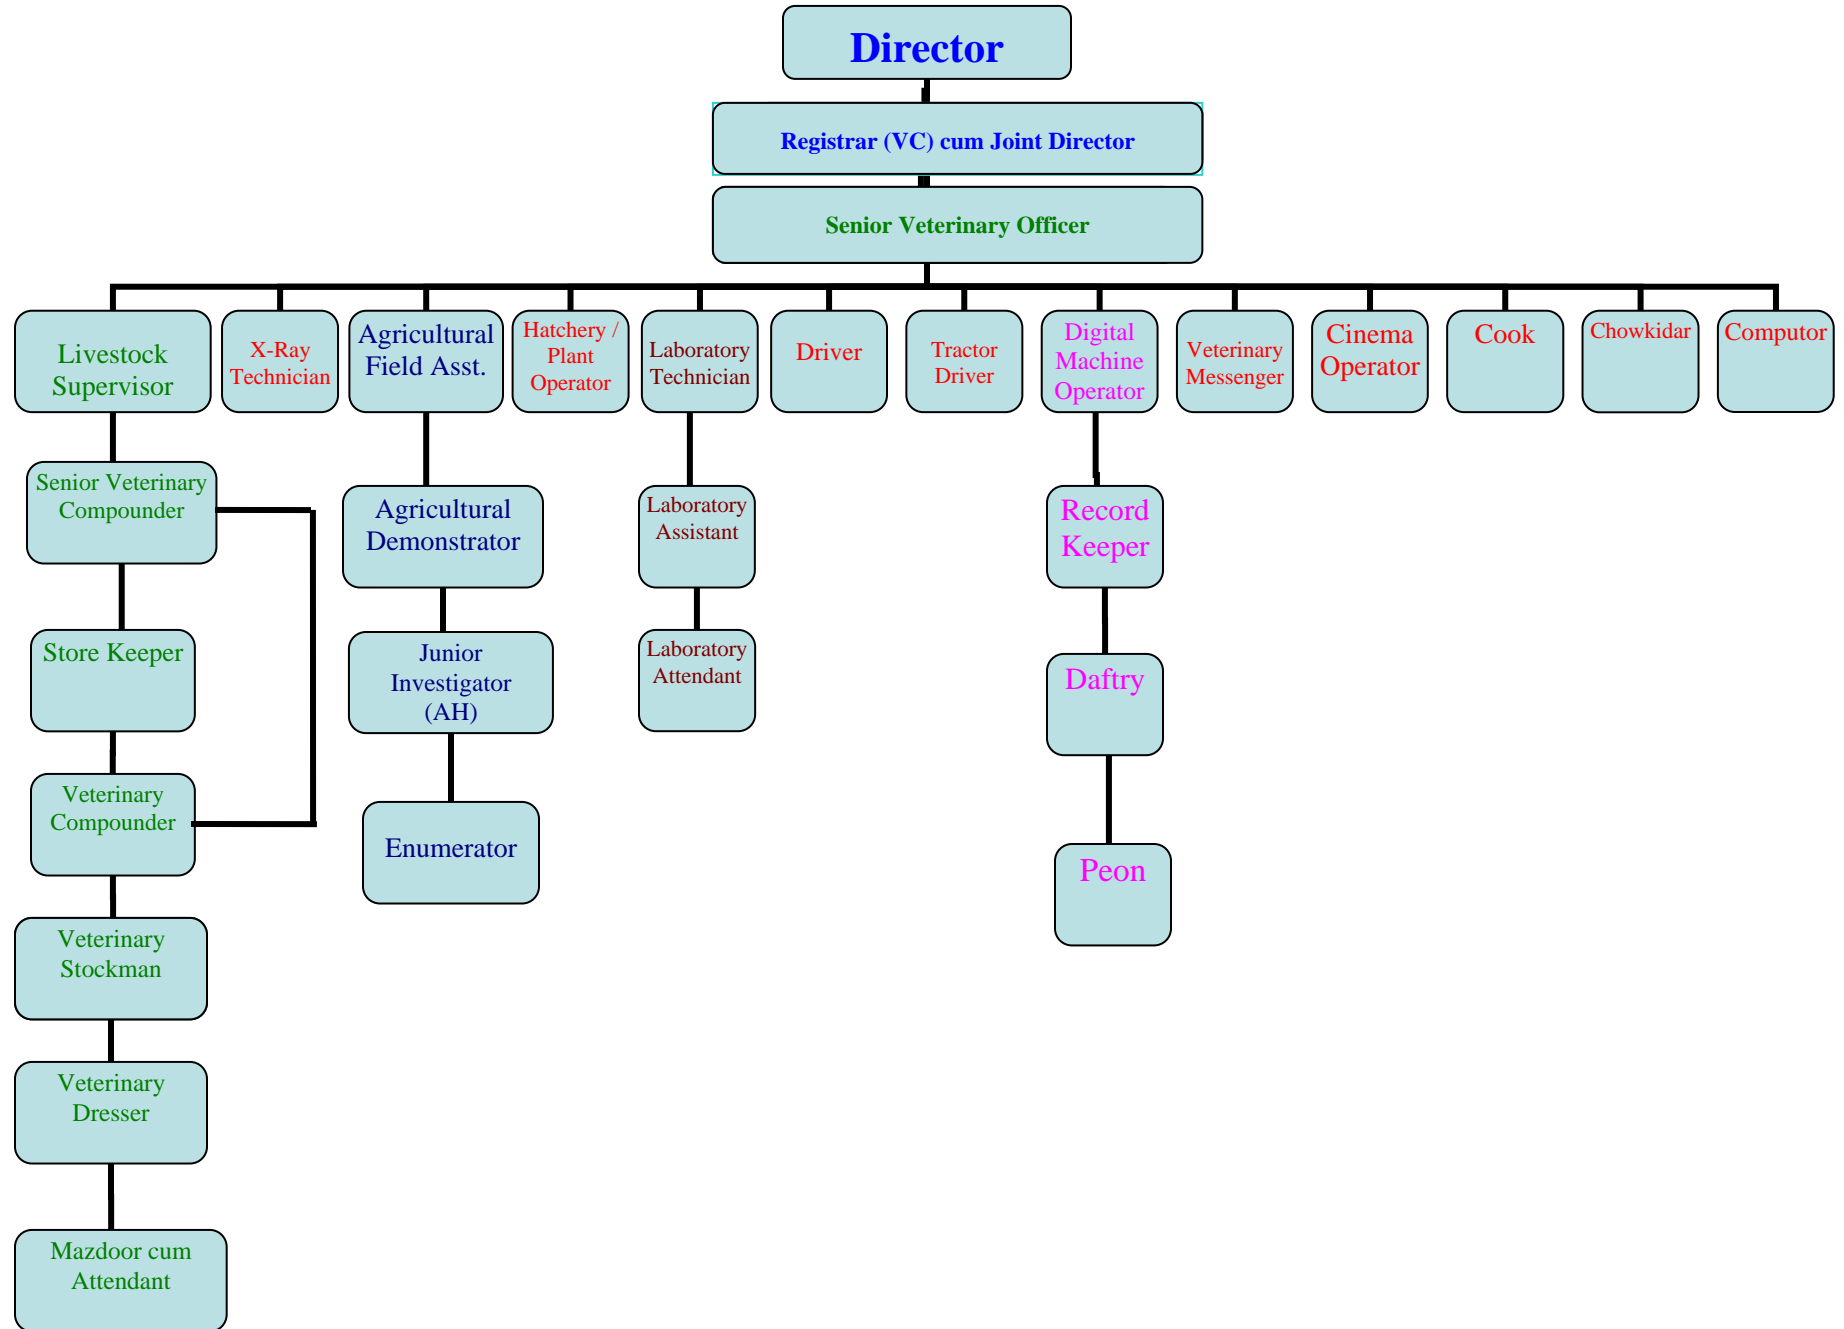 Director
Registrar (VC) cum Joint Director
Senior Veterinary Officer
Livestock
Supervisor
X-Ray
Technician
Agricultural
Field Asst.
Hatchery /
Plant
Operator
Laboratory
Technician
Driver
Tractor
Driver
Digital
Machine
Operator
Veterinary
Messenger
Cinema
Operator
Cook
Chowkidar
Computor
Senior Veterinary
Compounder
Agricultural
Demonstrator
Laboratory
Assistant
Record
Keeper
Store Keeper
Junior
Investigator
(AH)
Laboratory
Attendant
Daftry
Veterinary
Compounder
Enumerator
Peon
Veterinary
Stockman
Veterinary
Dresser
Mazdoor cum
Attendant